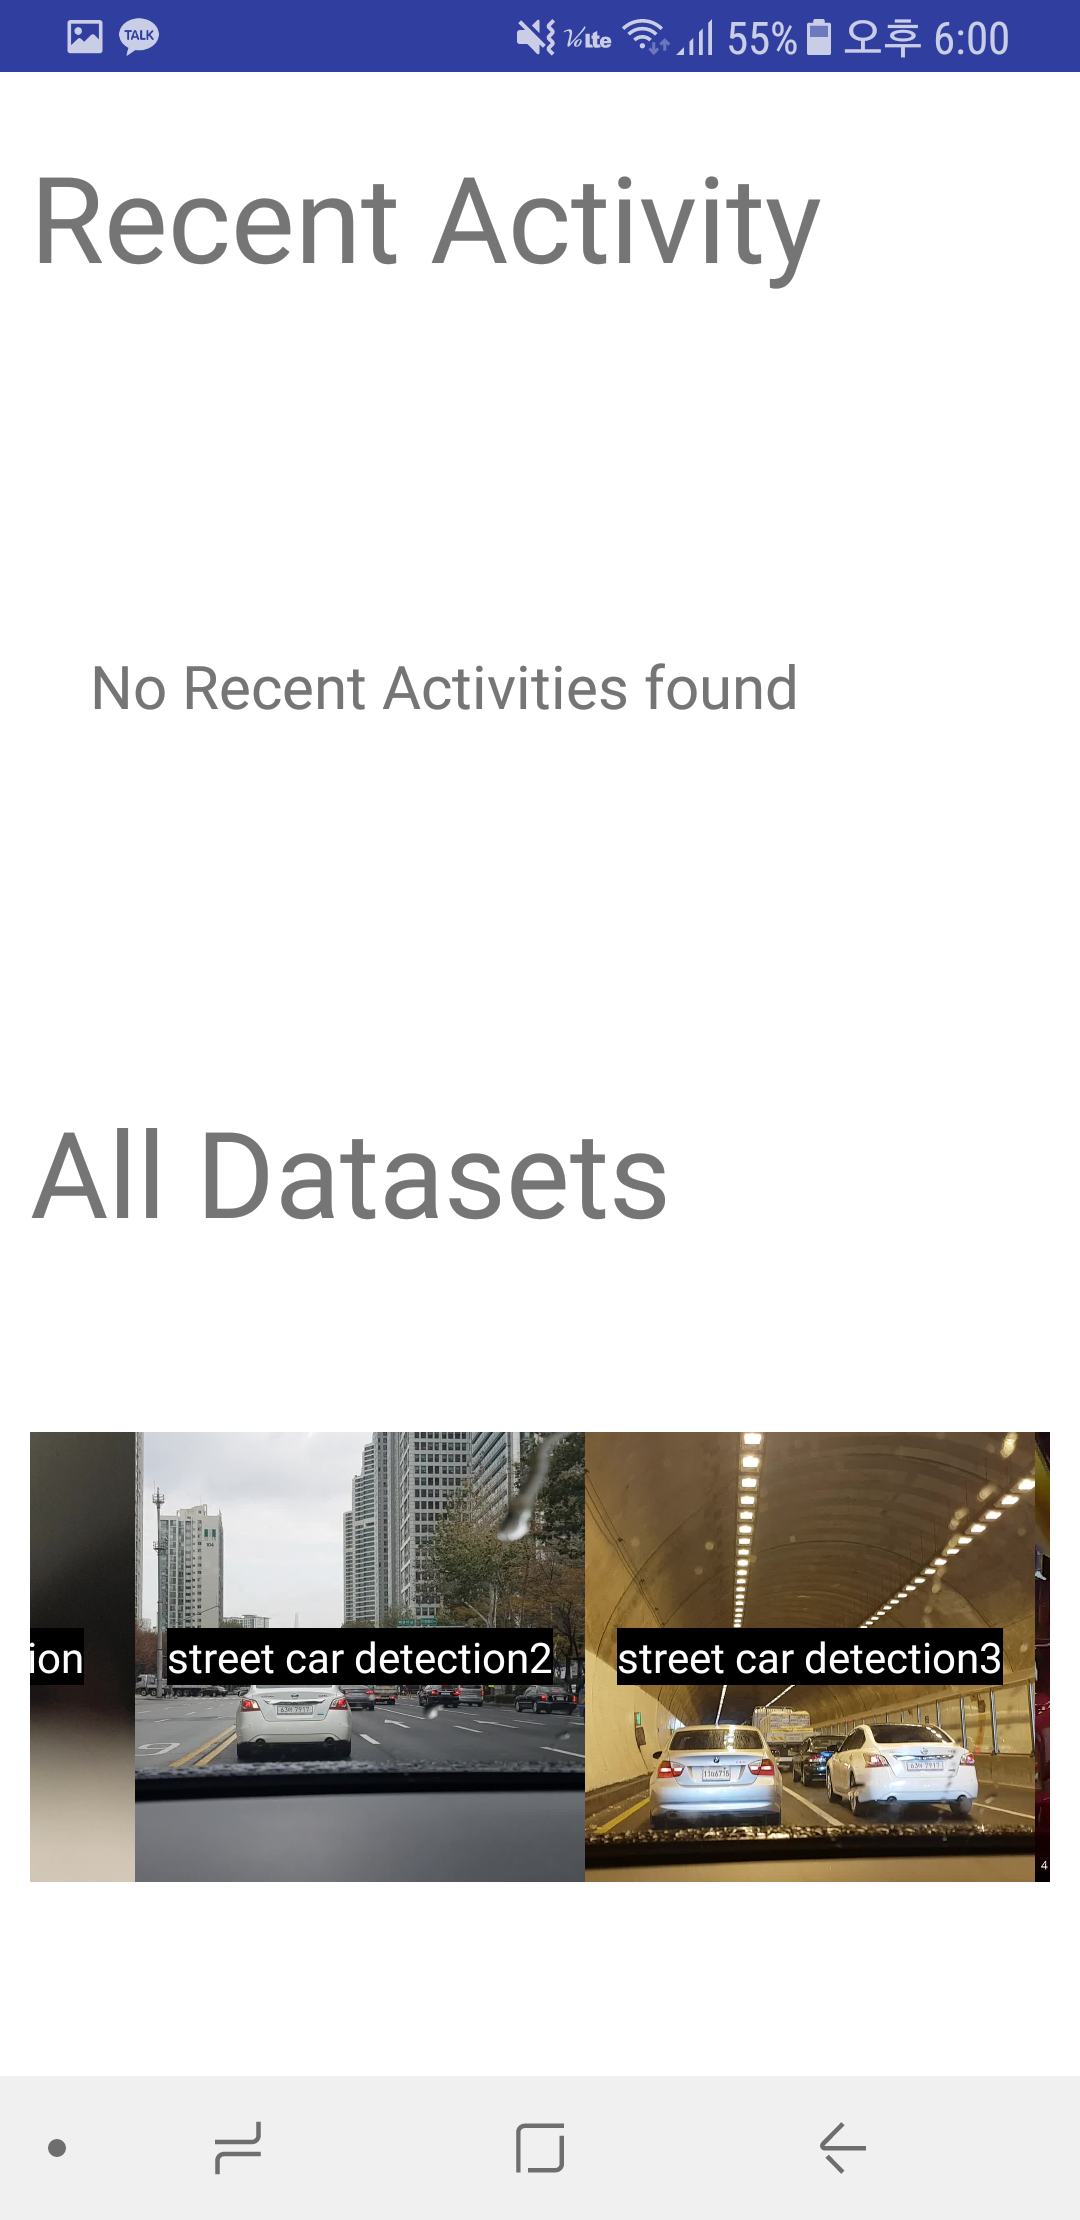 TALK VoLte 55% 오후 6:00
Recent Activity
No Recent Activities found
All Datasets
ion street car detection2 street car detection3
4